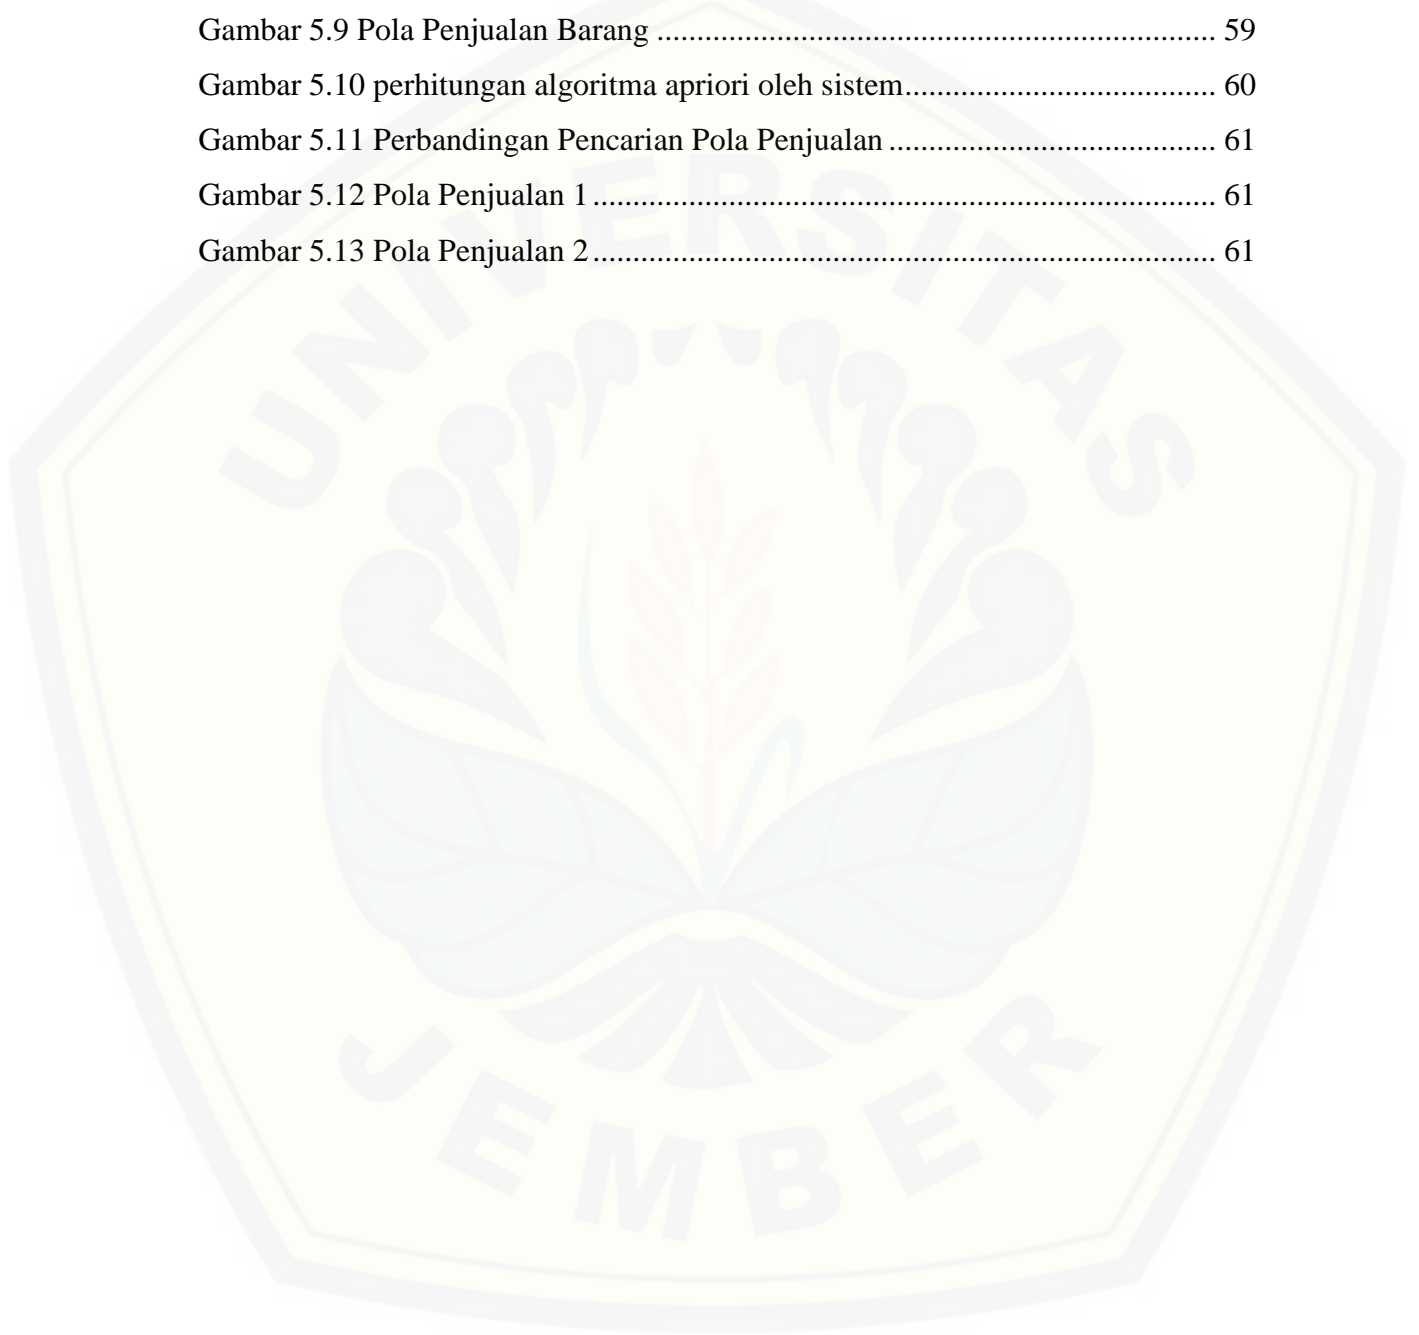 Gambar 5.9 Pola Penjualan Barang ...................................................................... 59
Gambar 5.10 perhitungan algoritma apriori oleh sistem....................................... 60
Gambar 5.11 Perbandingan Pencarian Pola Penjualan ......................................... 61
Gambar 5.12 Pola Penjualan 1.............................................................................. 61
Gambar 5.13 Pola Penjualan 2.............................................................................. 61
UNIVERSITAS
JEMBER